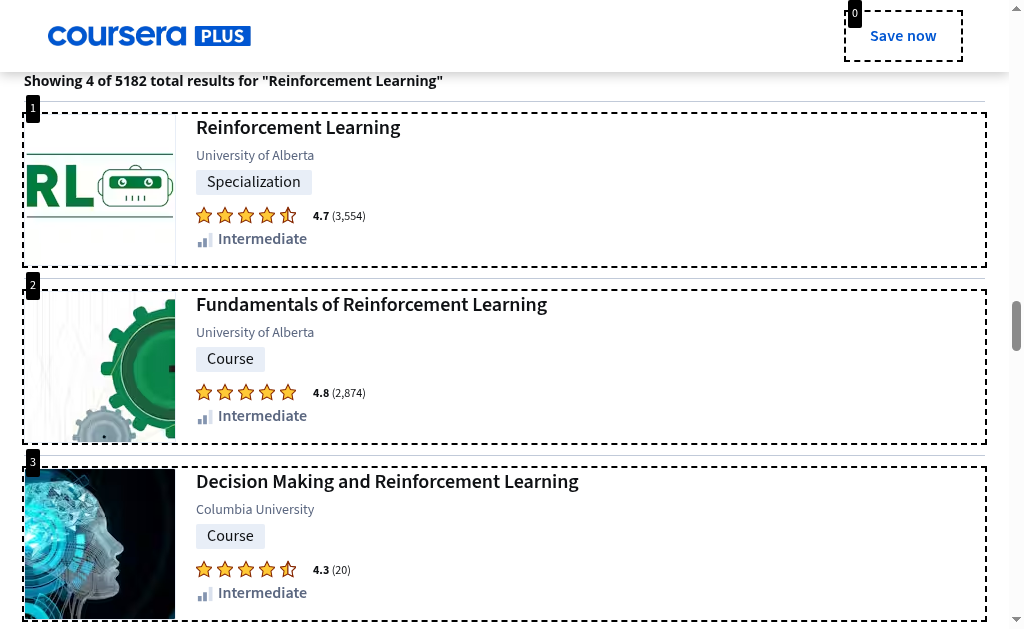 coursera PLUS
0
Save now
Showing 4 of 5182 total results for "Reinforcement Learning"
1
RL
Reinforcement Learning
University of Alberta
Specialization
4.7 (3,554)
Intermediate
2
Fundamentals of Reinforcement Learning
University of Alberta
Course
4.8 (2,874)
Intermediate
3
Decision Making and Reinforcement Learning
Columbia University
Course
4.3 (20)
Intermediate